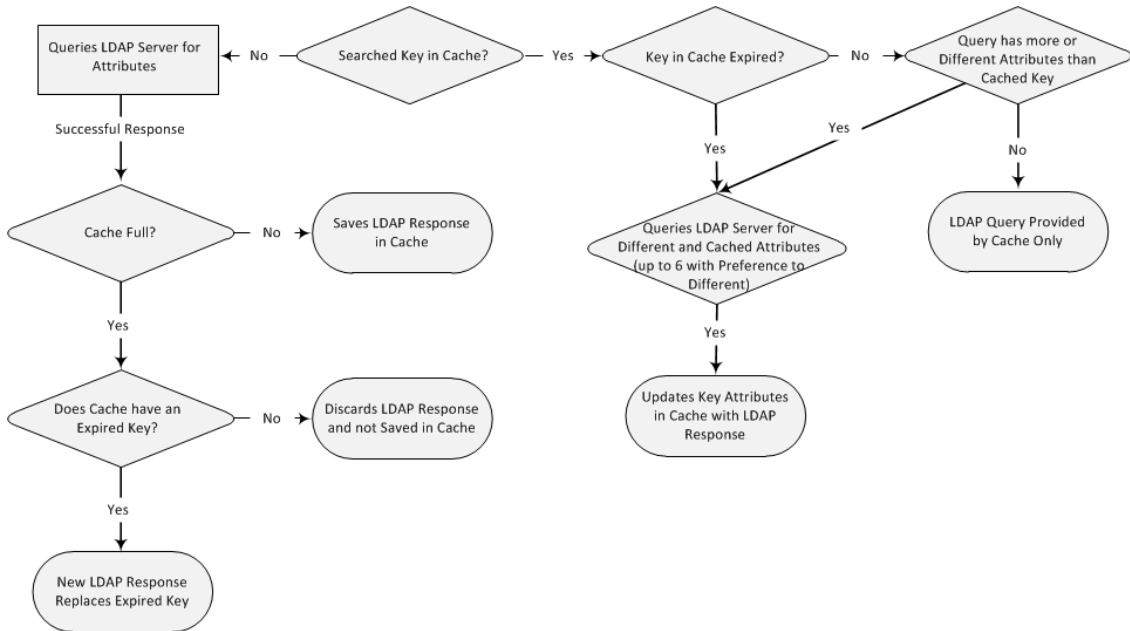 Queries LDAP Server for
Attributes
No
Searched Key in Cache?
Yes
Key in Cache Expired?
No
Query has more or
Different Attributes than
Cached Key
Successful Response
Yes
Yes
No
Cache Full?
No
Saves LDAP Response
in Cache
Queries LDAP Server for
Different and Cached Attributes
(up to 6 with Preference to
Different)
LDAP Query Provided
by Cache Only
Yes
Yes
Does Cache have an
Expired Key?
No
Discards LDAP Response
and not Saved in Cache
Updates Key Attributes
in Cache with LDAP
Response
Yes
New LDAP Response
Replaces Expired Key